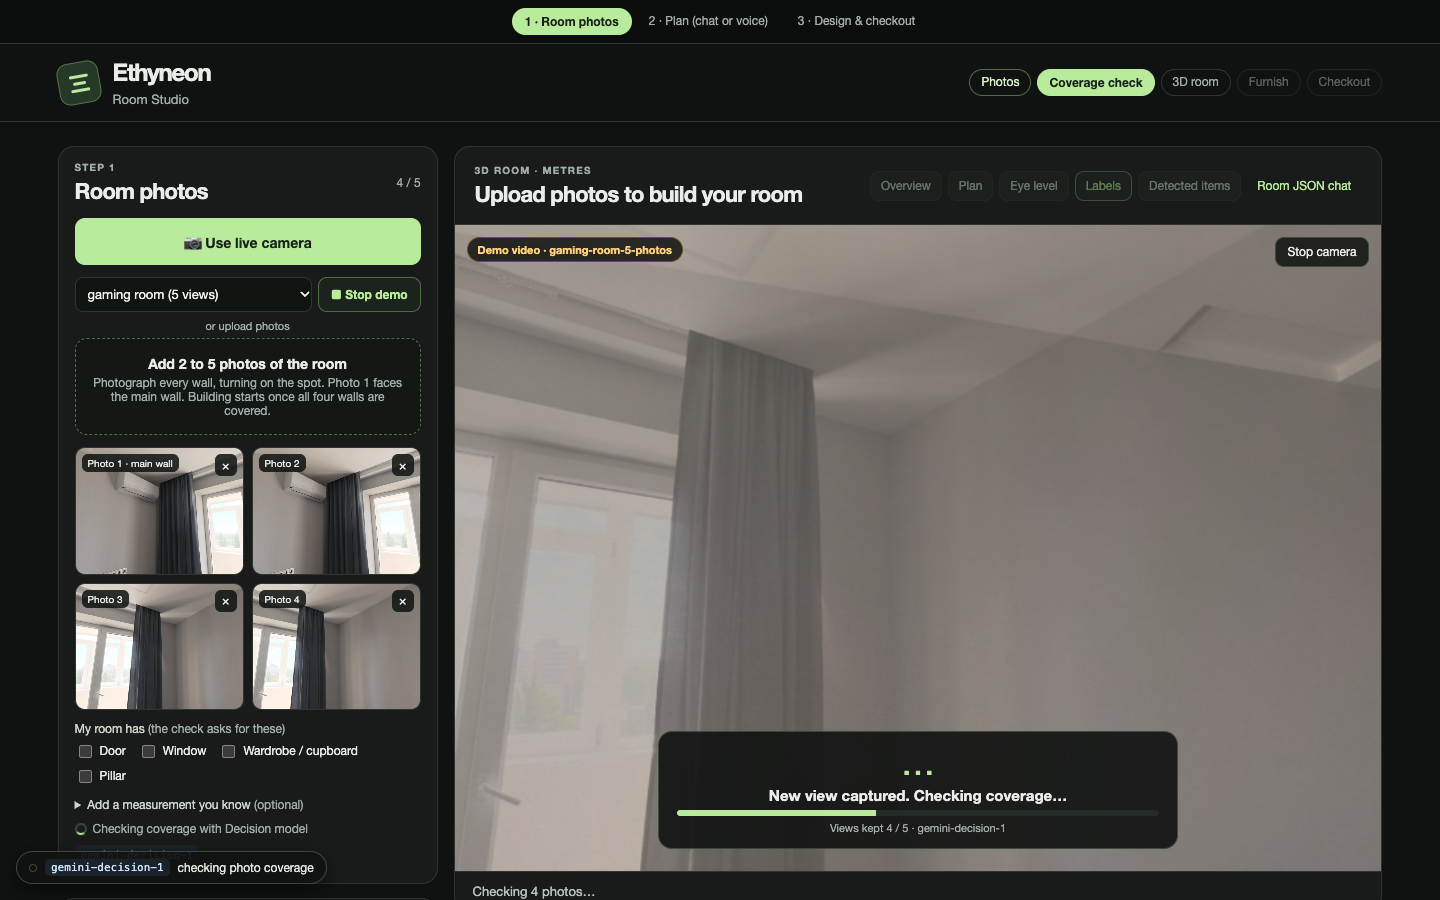 1 · Room photos
2 · Plan (chat or voice)
3 · Design & checkout
Ethyneon
Room Studio
Photos
Coverage check
3D room
Furnish
Checkout
STEP 1
Room photos
4 / 5
Use live camera
gaming room (5 views)
Stop demo
or upload photos
Add 2 to 5 photos of the room
Photograph every wall, turning on the spot. Photo 1 faces
the main wall. Building starts once all four walls are
covered.
Photo 1 · main wall
×
Photo 2
×
Photo 3
×
Photo 4
×
My room has (the check asks for these)
Door
Window
Wardrobe / cupboard
Pillar
Add a measurement you know (optional)
Checking coverage with Decision model
gemini-decision-1
gemini-decision-1 checking photo coverage
3D ROOM · METRES
Upload photos to build your room
Overview
Plan
Eye level
Labels
Detected items
Room JSON chat
Demo video · gaming-room-5-photos
Stop camera
...
New view captured. Checking coverage...
Views kept 4 / 5 · gemini-decision-1
Checking 4 photos...